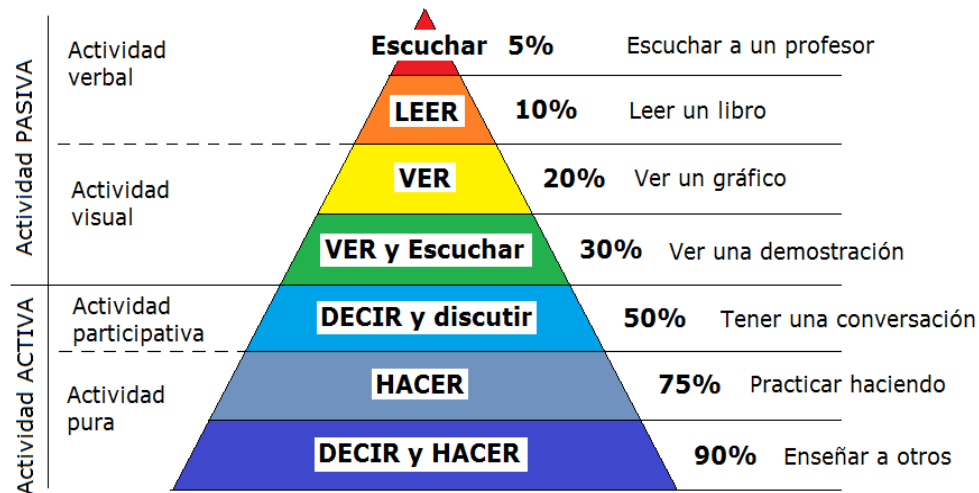 Actividad PASIVA
Actividad
verbal
Escuchar 5% Escuchar a un profesor
LEER 10% Leer un libro
Actividad
visual
VER 20% Ver un gráfico
VER y Escuchar 30% Ver una demostración
Actividad ACTIVA
Actividad
participativa
DECIR y discutir 50% Tener una conversación
Actividad
pura
HACER 75% Practicar haciendo
DECIR y HACER 90% Enseñar a otros